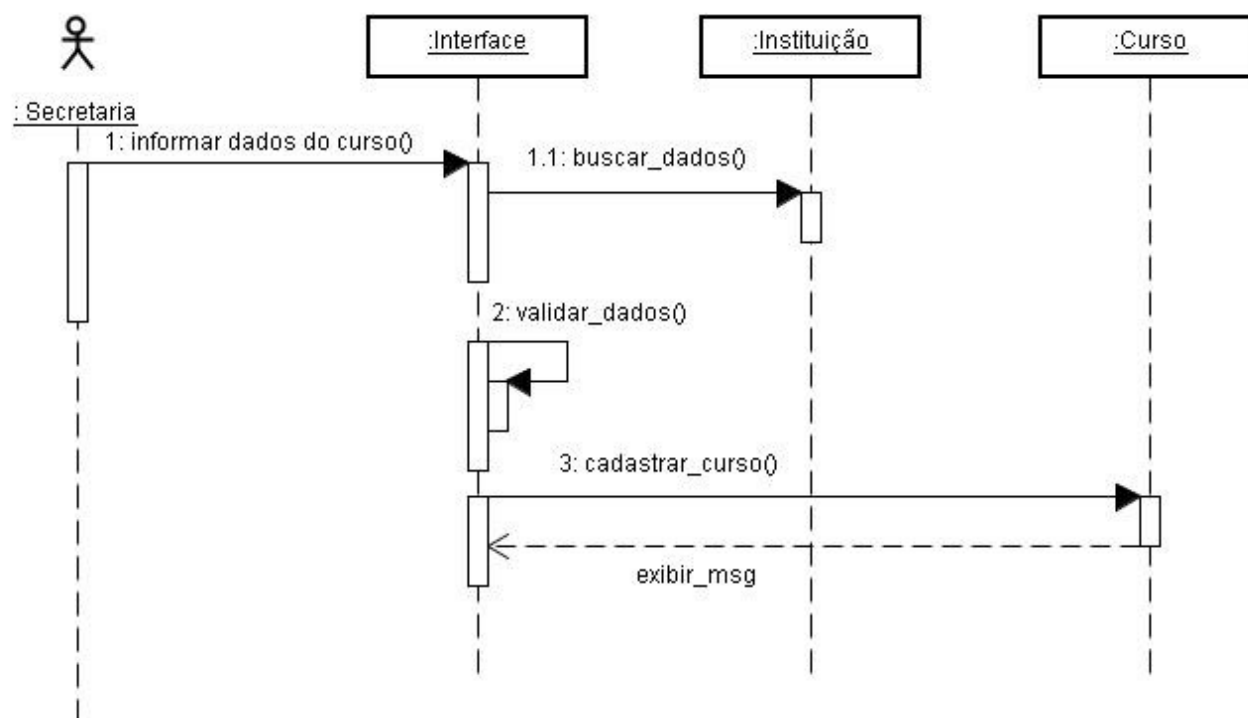 :Interface
:Instituição
:Curso
: Secretaria
1: informar dados do curso()
1.1: buscar_dados()
2: validar_dados()
3: cadastrar_curso()
exibir_msg